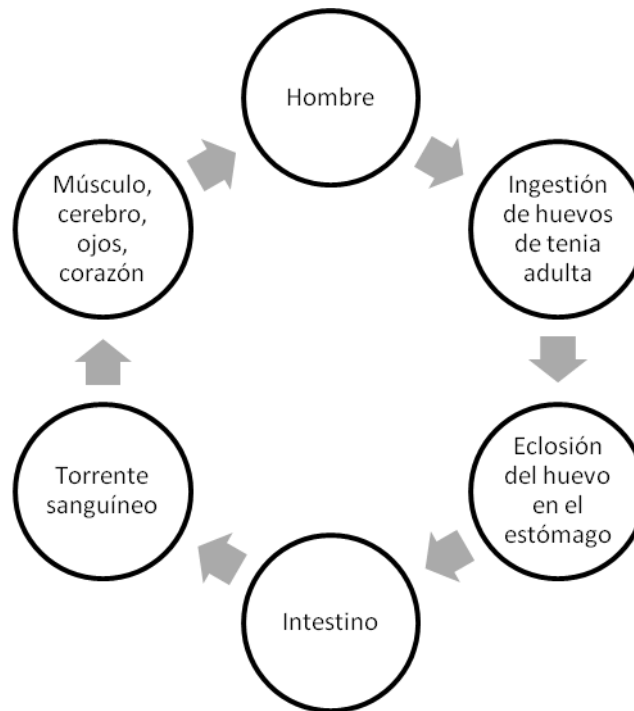 Hombre
Ingestión
de huevos
de tenia
adulta
Eclosión
del huevo
en el
estómago
Intestino
Torrente
sanguíneo
Músculo,
cerebro,
ojos,
corazón